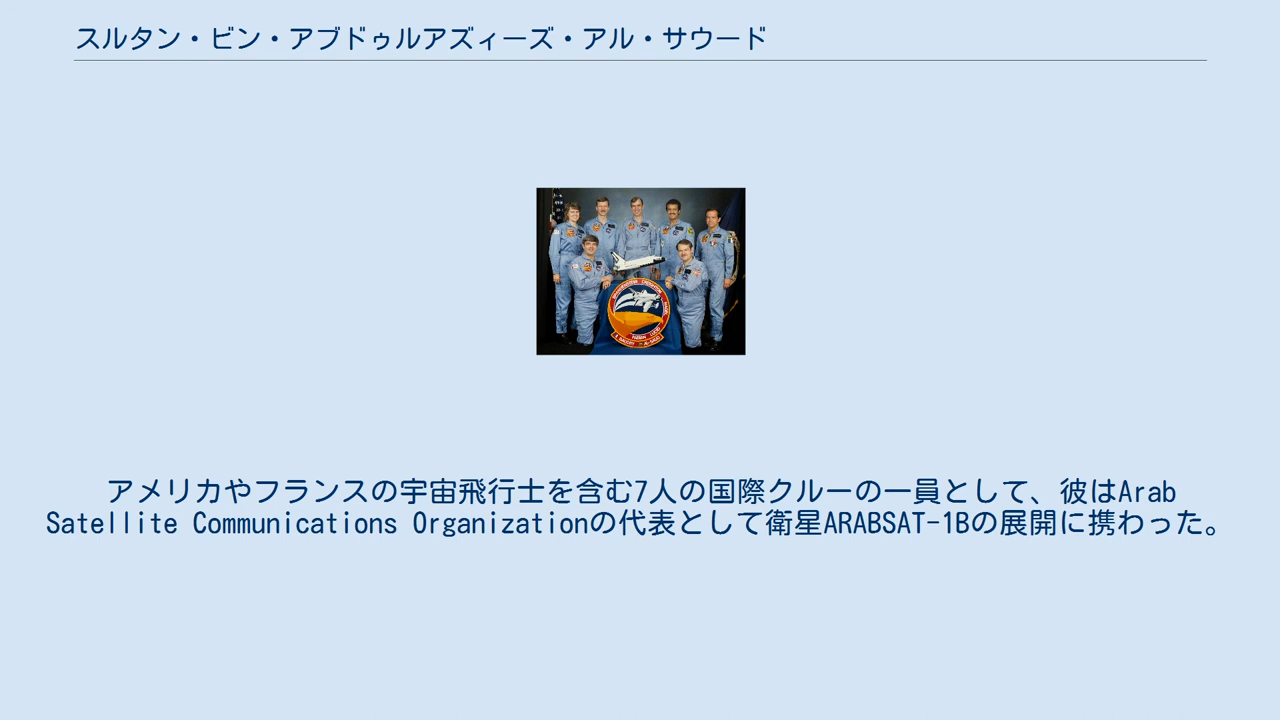 スルタン・ビン・アブドゥルアズィーズ・アル・サウード
アメリカやフランスの宇宙飛行士を含む7人の国際クルーの一員として、彼はArab
Satellite Communications Organizationの代表として衛星ARABSAT-1Bの展開に携わった。